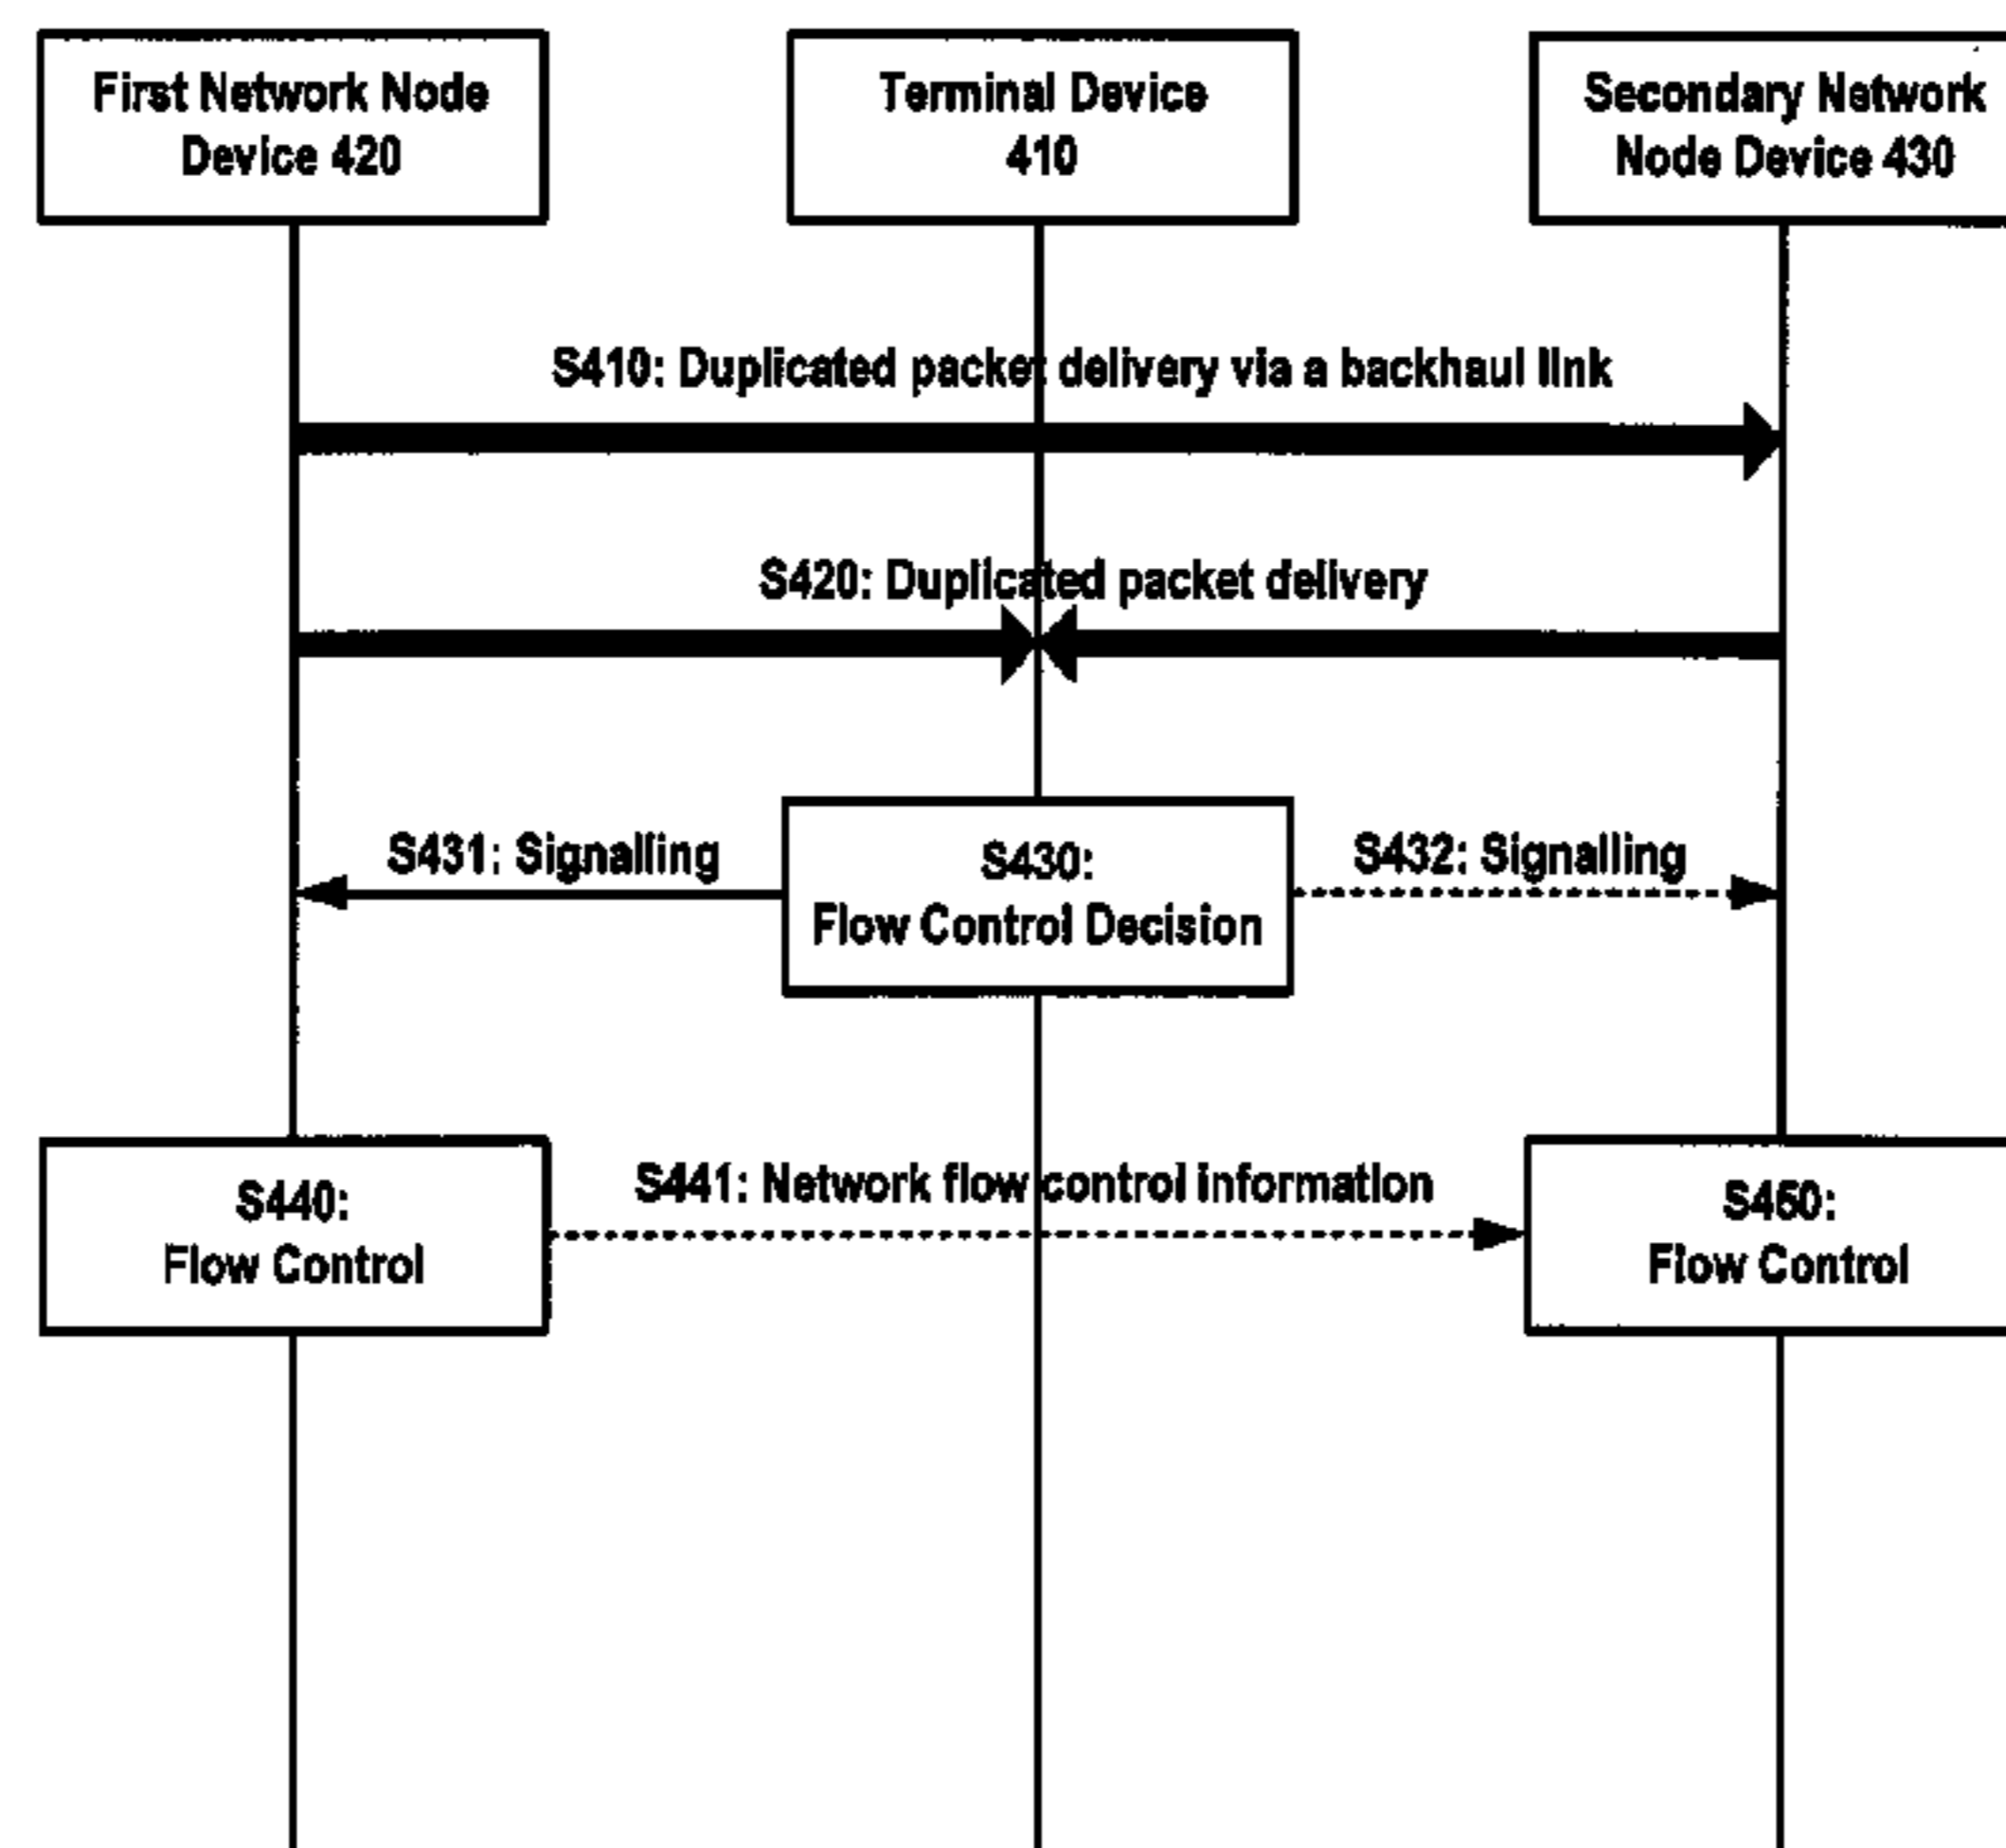 First Network Node
Device 420
Terminal Device
410
Secondary Network
Node Device 430
S410: Duplicated packet delivery via a backhaul link
S420: Duplicated packet delivery
S431: Signalling
S430:
Flow Control Decision
S432: Signalling
S440:
Flow Control
S441: Network flow control information
S450:
Flow Control